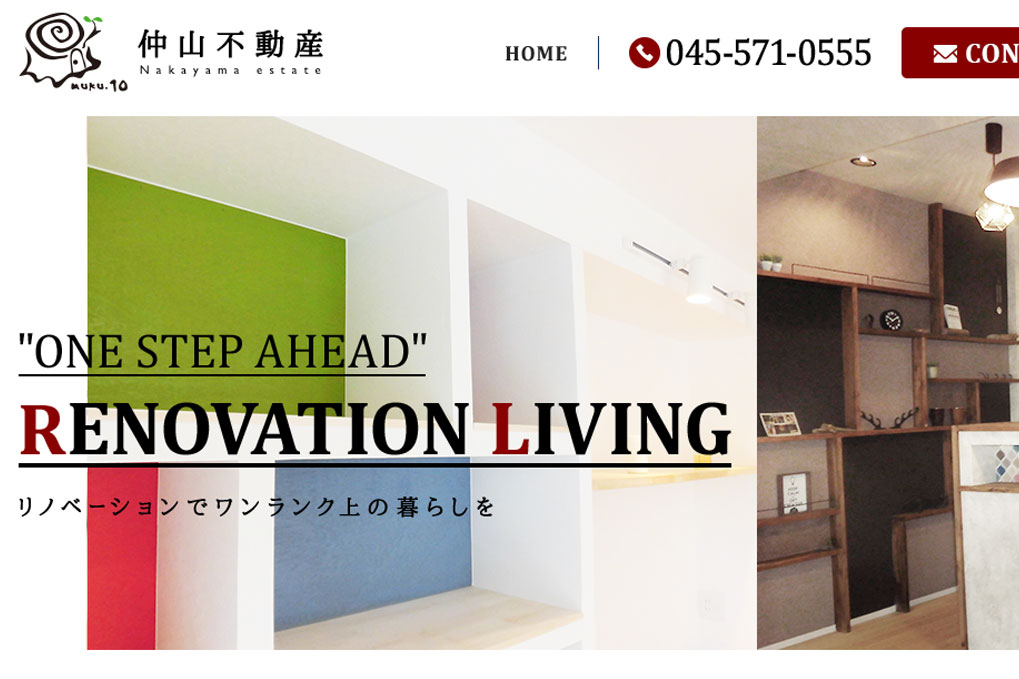 muku.10
仲山不動産
Nakayama estate
HOME
045-571-0555
CON
"ONE STEP AHEAD"
RENOVATION LIVING
リノベーションでワンランク上の暮らしを